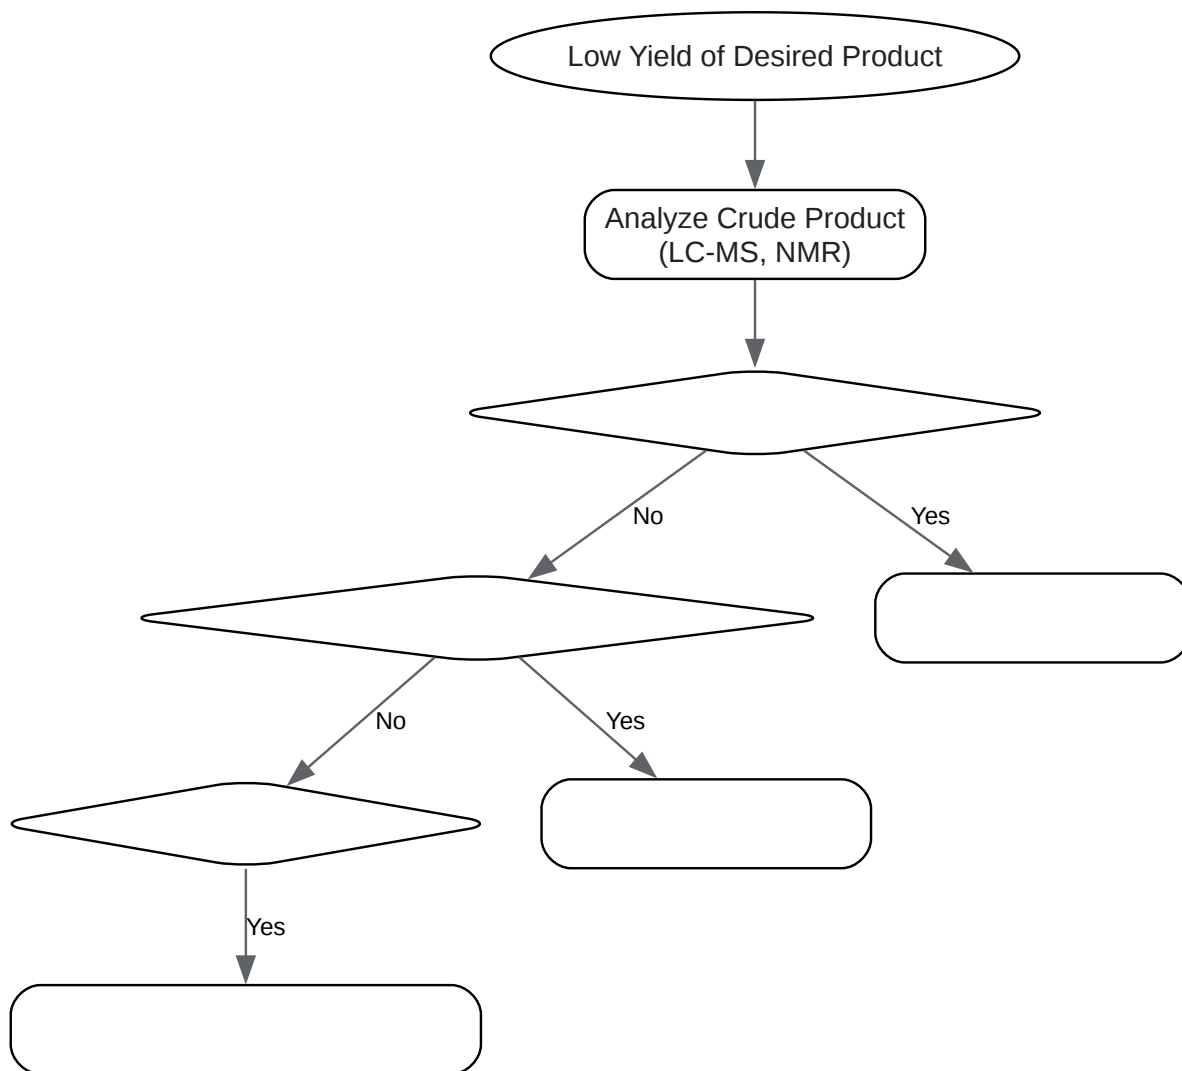 Low Yield of Desired Product
Analyze Crude Product
(LC-MS, NMR)
No
Yes
No
Yes
Yes